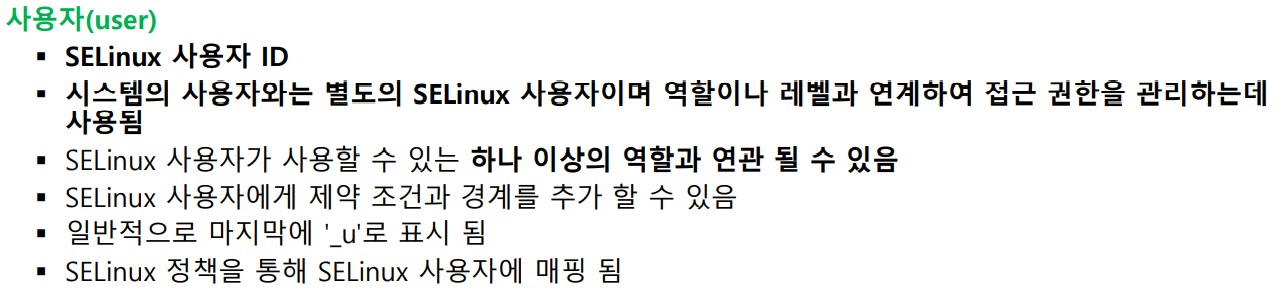 사용자(user)
▪ SELinux 사용자 ID
▪ 시스템의 사용자와는 별도의 SELinux 사용자이며 역할이나 레벨과 연계하여 접근 권한을 관리하는데
사용됨
▪ SELinux 사용자가 사용할 수 있는 하나 이상의 역할과 연관 될 수 있음
▪ SELinux 사용자에게 제약 조건과 경계를 추가 할 수 있음
▪ 일반적으로 마지막에 '_u'로 표시 됨
▪ SELinux 정책을 통해 SELinux 사용자에 매핑 됨